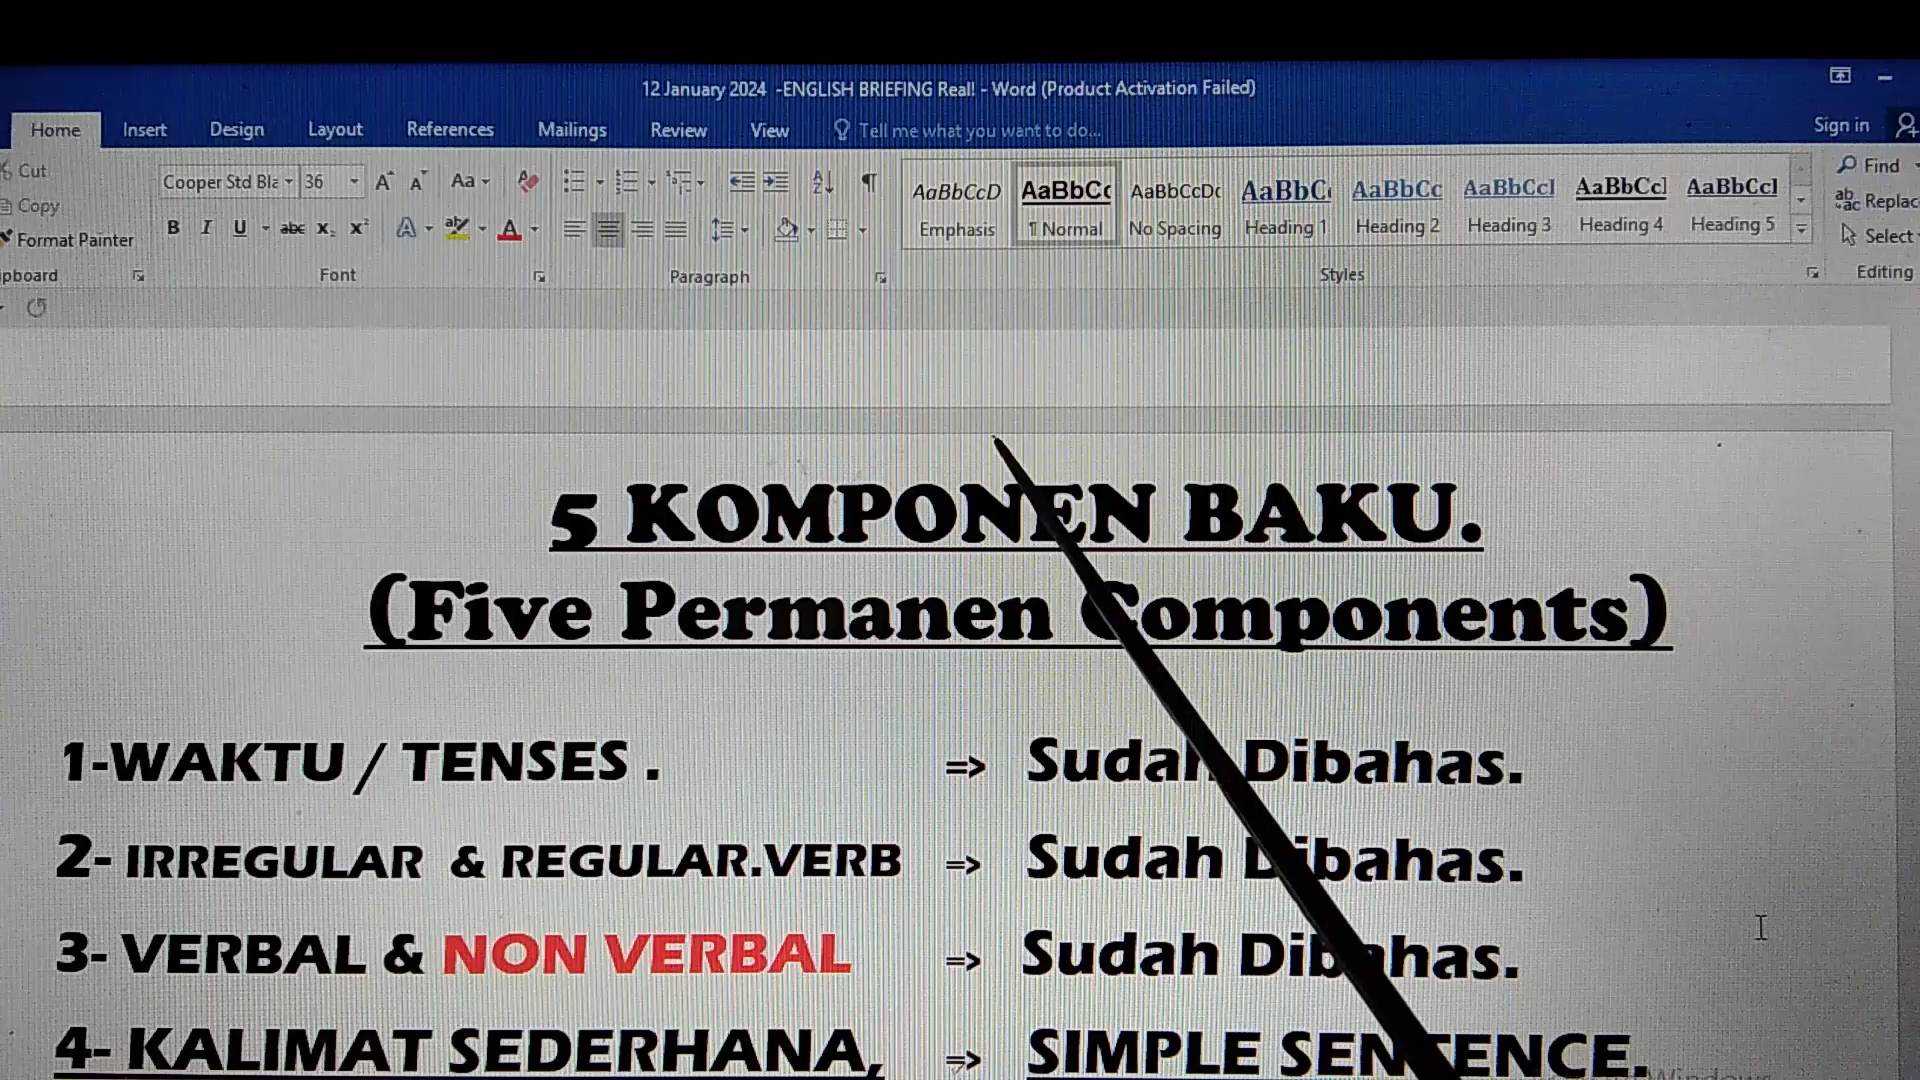 12 January 2024 -ENGLISH BRIEFING Real! - Word (Product Activation Failed)
Home Insert Design Layout References Mailings Review View Tell me what you want to do... Sign in
Cut
Copy
Format Painter
Cooper Std Bla 36
Aa
B I U abc X₂ X²
AaBbCcD AaBbCc AaBbCcDc AaBbC AaBbCc AaBbCcl AaBbCcl AaBbCcl
Emphasis ¶ Normal No Spacing Heading 1 Heading 2 Heading 3 Heading 4 Heading 5
Find
Replac
Select
pboard Font Paragraph Styles Editing
5 KOMPONEN BAKU.
(Five Permanen Components)
1-WAKTU / TENSES . => Sudah Dibahas.
2- IRREGULAR & REGULAR.VERB => Sudah Dibahas.
3- VERBAL & NON VERBAL => Sudah Dibahas.
4- KALIMAT SEDERHANA, => SIMPLE SENTENCE.